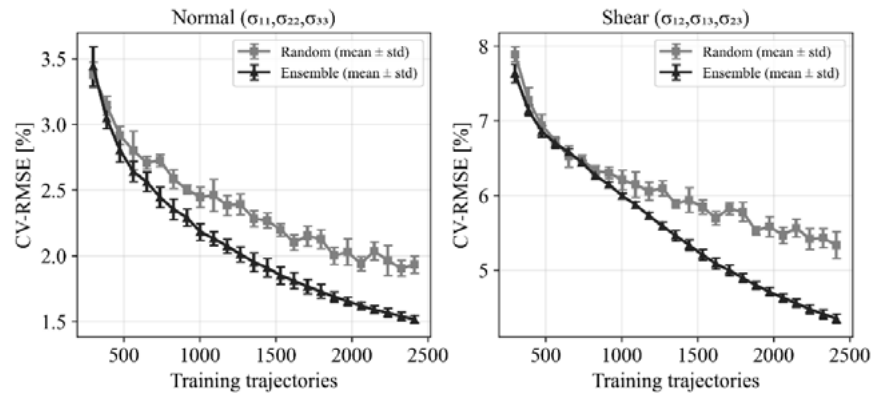 Normal (σ₁₁,σ₂₂,σ₃₃)
Random (mean ± std)
Ensemble (mean ± std)
CV-RMSE [%]
3.5
3.0
2.5
2.0
1.5
500
1000
1500
2000
2500
Training trajectories
Shear (σ₁₂,σ₁₃,σ₂₃)
Random (mean ± std)
Ensemble (mean ± std)
CV-RMSE [%]
8
7
6
5
500
1000
1500
2000
2500
Training trajectories